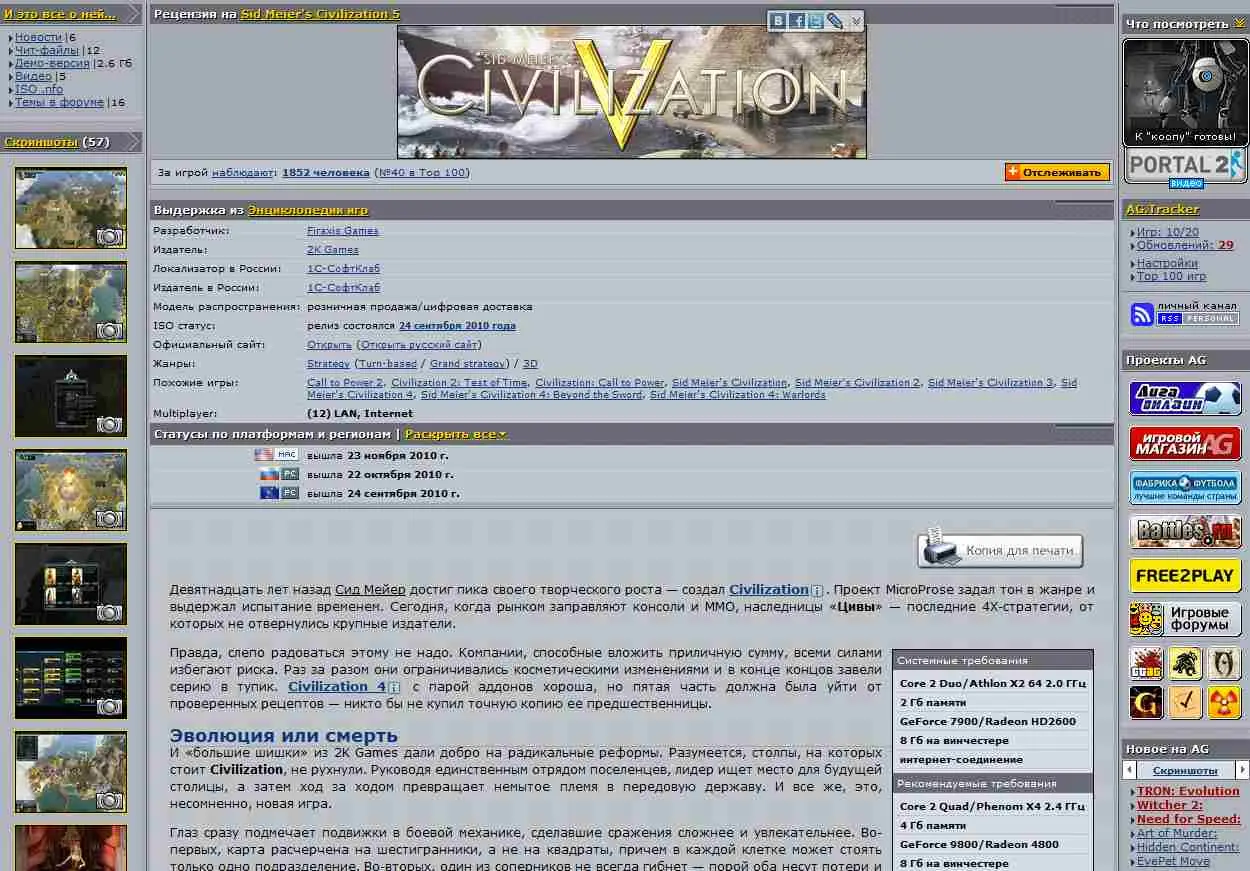 И это все о ней...
Новости |6
Чит-файлы |12
Демо-версия |2.6 Гб
Видео |5
ISO .nfo
Темы в форуме |16
Скриншоты (57)
Рецензия на Sid Meier's Civilization 5
SID MEIER'S
CIVILIZATION
V
За игрой наблюдают: 1852 человека (№40 в Top 100)
Отслеживать
Выдержка из Энциклопедии игр
Разработчик: Firaxis Games
Издатель: 2K Games
Локализатор в России: 1С-СофтКлаб
Издатель в России: 1С-СофтКлаб
Модель распространения: розничная продажа/цифровая доставка
ISO статус: релиз состоялся 24 сентября 2010 года
Официальный сайт: Открыть (Открыть русский сайт)
Жанры: Strategy (Turn-based / Grand strategy) / 3D
Похожие игры: Call to Power 2, Civilization 2: Test of Time, Civilization: Call to Power, Sid Meier's Civilization, Sid Meier's Civilization 2, Sid Meier's Civilization 3, Sid
Meier's Civilization 4, Sid Meier's Civilization 4: Beyond the Sword, Sid Meier's Civilization 4: Warlords
Multiplayer: (12) LAN, Internet
Статусы по платформам и регионам | Раскрыть все
MAC вышла 23 ноября 2010 г.
PC вышла 22 октября 2010 г.
PC вышла 24 сентября 2010 г.
Копия для печати
Девятнадцать лет назад Сид Мейер достиг пика своего творческого роста — создал Civilization. Проект MicroProse задал тон в жанре и
выдержал испытание временем. Сегодня, когда рынком заправляют консоли и MMO, наследницы «Цивы» — последние 4X-стратегии, от
которых не отвернулись крупные издатели.
Правда, слепо радоваться этому не надо. Компании, способные вложить приличную сумму, всеми силами
избегают риска. Раз за разом они ограничивались косметическими изменениями и в конце концов завели
серию в тупик. Civilization 4 с парой аддонов хороша, но пятая часть должна была уйти от
проверенных рецептов — никто бы не купил точную копию ее предшественницы.
Эволюция или смерть
И «большие шишки» из 2K Games дали добро на радикальные реформы. Разумеется, столпы, на которых
стоит Civilization, не рухнули. Руководя единственным отрядом поселенцев, лидер ищет место для будущей
столицы, а затем ход за ходом превращает немытое племя в передовую державу. И все же, это,
несомненно, новая игра.
Глаз сразу подмечает подвижки в боевой механике, сделавшие сражения сложнее и увлекательнее. Во-
первых, карта расчерчена на шестигранники, а не на квадраты, причем в каждой клетке может стоять
только одно подразделение. Во-вторых, один из соперников не всегда гибнет — порой оба несут потери и
Системные требования
Core 2 Duo/Athlon X2 64 2.0 ГГц
2 Гб памяти
GeForce 7900/Radeon HD2600
8 Гб на винчестере
интернет-соединение
Рекомендуемые требования
Core 2 Quad/Phenom X4 2.4 ГГц
4 Гб памяти
GeForce 9800/Radeon 4800
8 Гб на винчестере
Что посмотреть
К "коопу" готовы!
PORTAL 2
видео
AG.Tracker
Игр: 10/20
Обновлений: 29
Настройки
Top 100 игр
личный канал
RSS PERSONAL
Проекты AG
Лига онлайн
ИГРОВОЙ
МАГАЗИН AG
ФАБРИКА ФУТБОЛА
лучшие команды страны
Battles.RU
FREE2PLAY
Игровые
форумы
Новое на AG
Скриншоты
TRON: Evolution
Witcher 2:
Need for Speed:
Art of Murder:
Hidden Continent:
EvePet Move